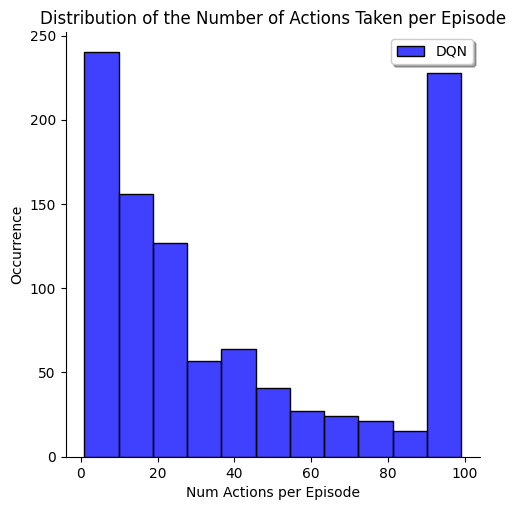 Distribution of the Number of Actions Taken per Episode
DQN
250
200
150
100
50
0
Occurrence
0 20 40 60 80 100
Num Actions per Episode